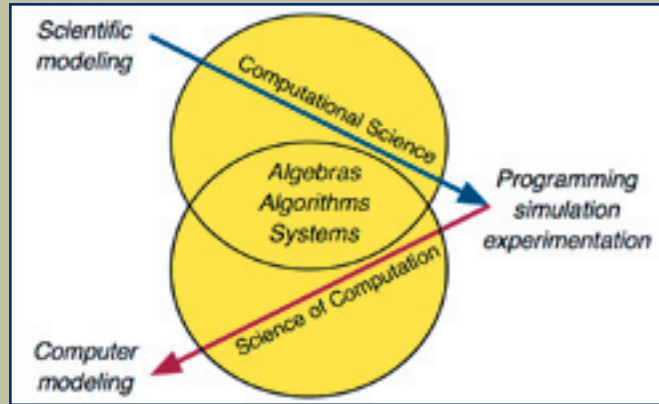 Scientific
modeling
Computational Science
Algebras
Algorithms
Systems
Programming
simulation
experimentation
Science of Computation
Computer
modeling